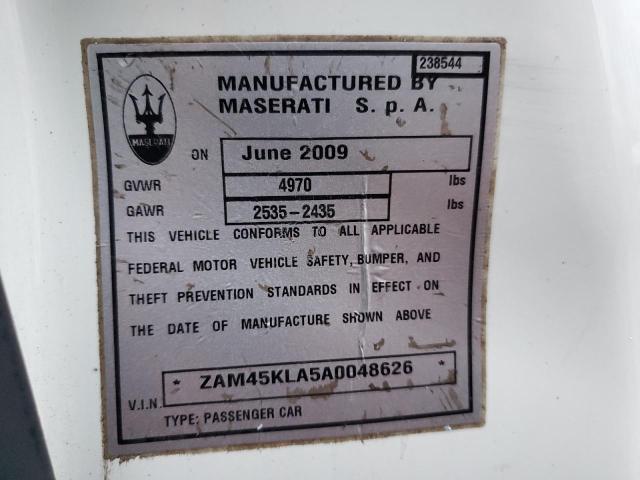 238544
MANUFACTURED BY
MASERATI S. p. A.
MASERATI
ON June 2009
GVWR 4970 lbs
GAWR 2535-2435 lbs
THIS VEHICLE CONFORMS TO ALL APPLICABLE
FEDERAL MOTOR VEHICLE SAFETY, BUMPER, AND
THEFT PREVENTION STANDARDS IN EFFECT ON
THE DATE OF MANUFACTURE SHOWN ABOVE
V.I.N. * ZAM45KLA5A0048626 *
TYPE: PASSENGER CAR